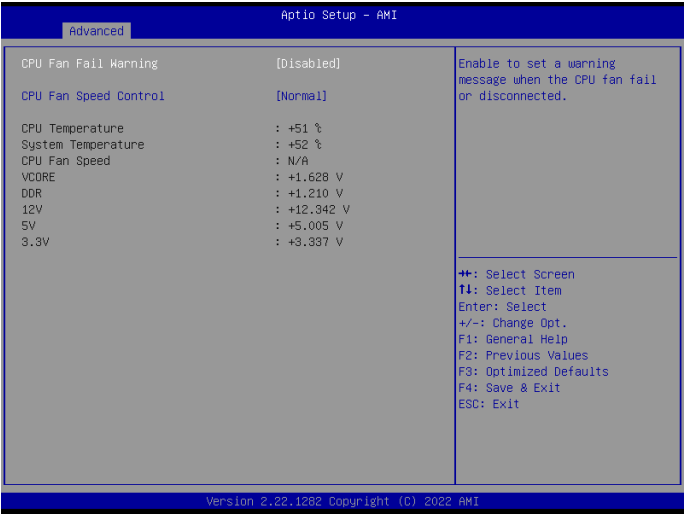 Aptio Setup - AMI
Advanced
CPU Fan Fail Warning [Disabled]
CPU Fan Speed Control [Normal]
CPU Temperature : +51 ℃
System Temperature : +52 ℃
CPU Fan Speed : N/A
VCORE : +1.628 V
DDR : +1.210 V
12V : +12.342 V
5V : +5.005 V
3.3V : +3.337 V
Enable to set a warning
message when the CPU fan fail
or disconnected.
→←: Select Screen
↑↓: Select Item
Enter: Select
+/-: Change Opt.
F1: General Help
F2: Previous Values
F3: Optimized Defaults
F4: Save & Exit
ESC: Exit
Version 2.22.1282 Copyright (C) 2022 AMI